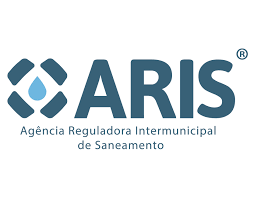 ARIS®
Agência Reguladora Intermunicipal
de Saneamento